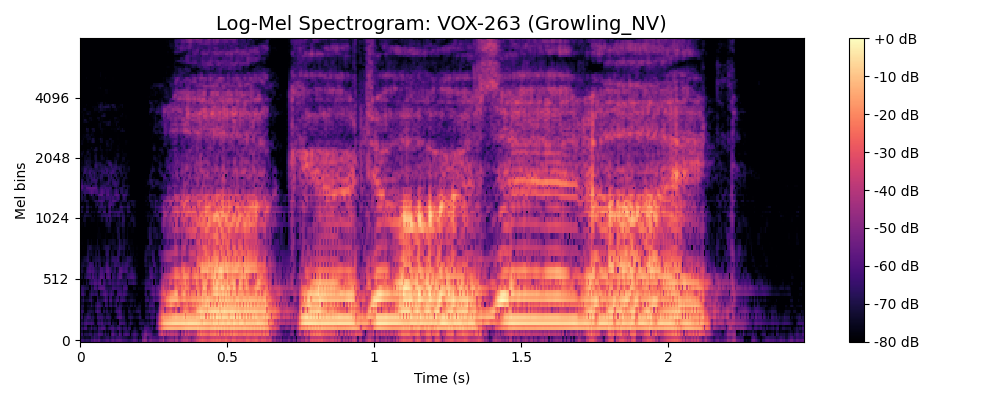 Log-Mel Spectrogram: VOX-263 (Growling_NV)
Mel bins
4096
2048
1024
512
0
0
0.5
1
1.5
2
Time (s)
+0 dB
-10 dB
-20 dB
-30 dB
-40 dB
-50 dB
-60 dB
-70 dB
-80 dB